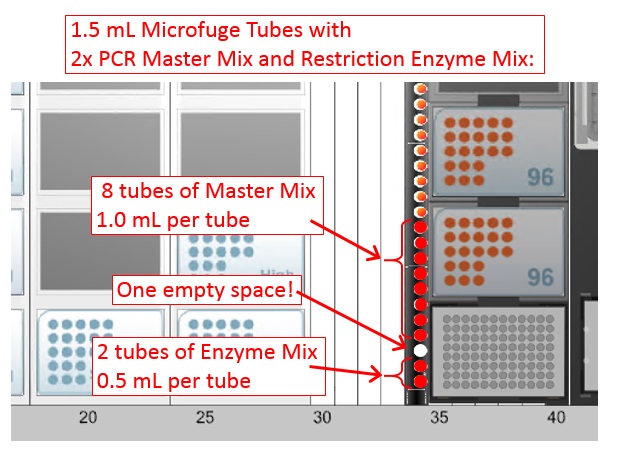 1.5 mL Microfuge Tubes with
2x PCR Master Mix and Restriction Enzyme Mix:
96
8 tubes of Master Mix
1.0 mL per tube
96
High
One empty space!
2 tubes of Enzyme Mix
0.5 mL per tube
20 25 30 35 40